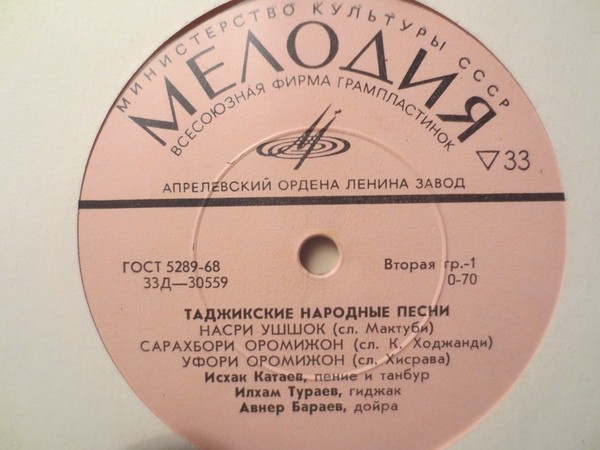 МИНИСТЕРСТВО КУЛЬТУРЫ СССР
МЕЛОДИЯ
ВСЕСОЮЗНАЯ ФИРМА ГРАМПЛАСТИНОК
▽33
АПРЕЛЕВСКИЙ ОРДЕНА ЛЕНИНА ЗАВОД
ГОСТ 5289-68
33Д—30559
Вторая гр.-1
0-70
ТАДЖИКСКИЕ НАРОДНЫЕ ПЕСНИ
НАСРИ УШШОК (сл. Мактуби)
САРАХБОРИ ОРОМИЖОН (сл. К. Ходжанди)
УФОРИ ОРОМИЖОН (сл. Хисрава)
Исхак Катаев, пение и танбур
Илхам Тураев, гиджак
Авнер Бараев, дойра